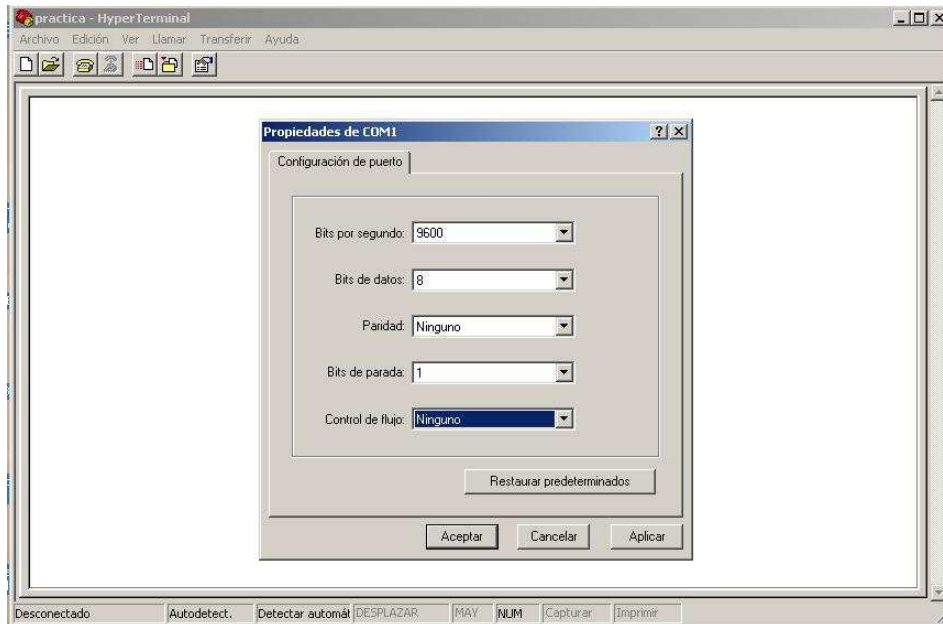 practica - HyperTerminal
Archivo Edición Ver Llamar Transferir Ayuda
Propiedades de COM1
Configuración de puerto
Bits por segundo: 9600
Bits de datos: 8
Paridad: Ninguno
Bits de parada: 1
Control de flujo: Ninguno
Restaurar predeterminados
Aceptar Cancelar Aplicar
Desconectado Autodetect. Detectar automát DESPLAZAR MAY NUM Capturar Imprimir